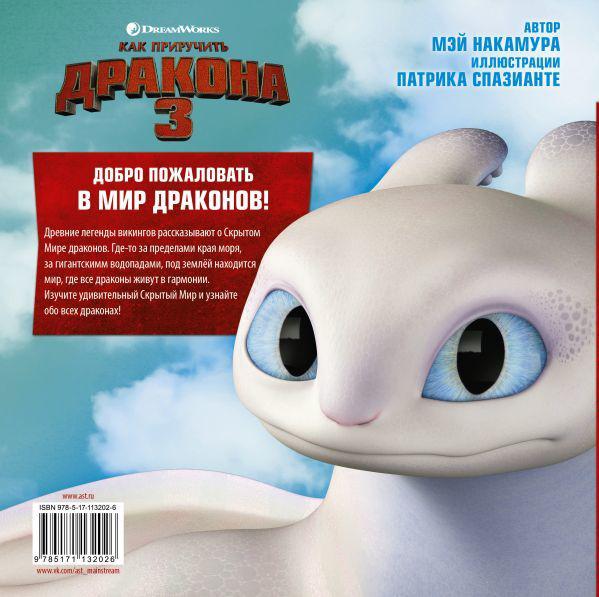 DREAMWORKS
КАК ПРИРУЧИТЬ
ДРАКОНА
3
АВТОР
МЭЙ НАКАМУРА
ИЛЛЮСТРАЦИИ
ПАТРИКА СПАЗИАНТЕ
ДОБРО ПОЖАЛОВАТЬ
В МИР ДРАКОНОВ!
Древние легенды викингов рассказывают о Скрытом
Мире драконов. Где-то за пределами края моря,
за гигантскимм водопадами, под землёй находится
мир, где все драконы живут в гармонии.
Изучите удивительный Скрытый Мир и узнайте
обо всех драконах!
www.ast.ru
ISBN 978-5-17-113202-6
9 785171 132026
www.vk.com/ast_mainstream